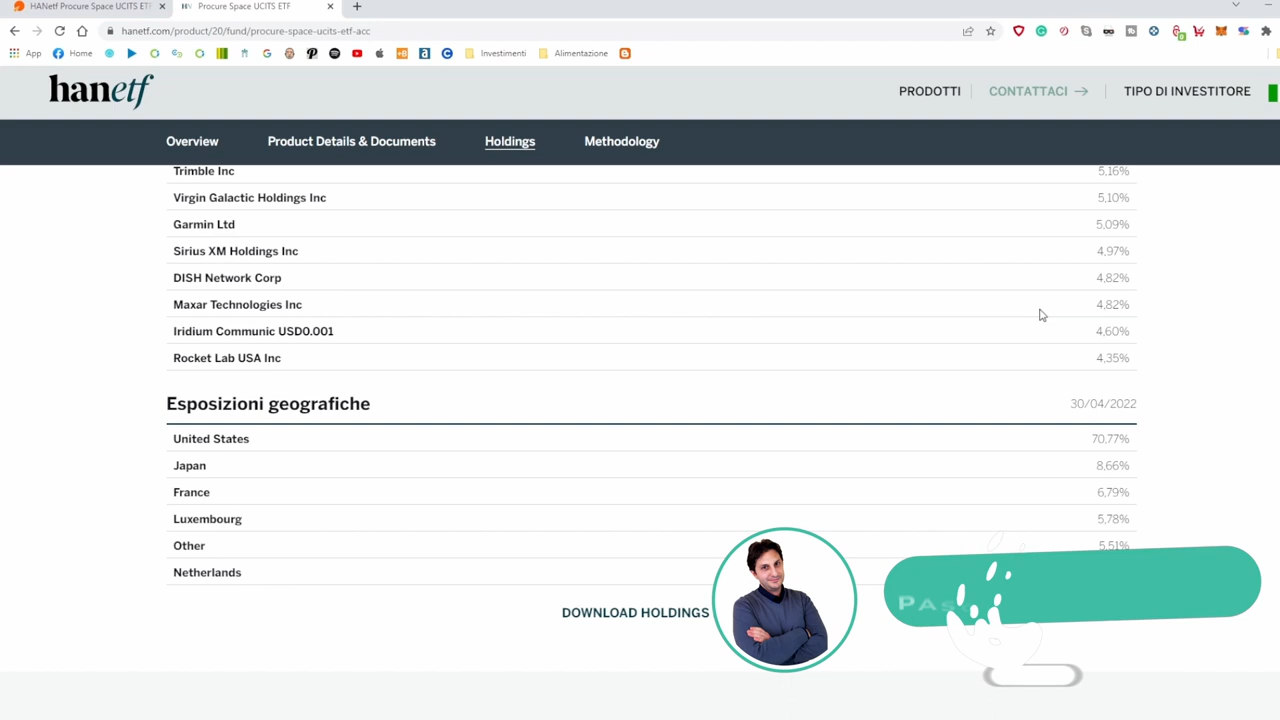 HANetf Procure Space UCITS ETF
Procure Space UCITS ETF
hanetf.com/product/20/fund/procure-space-ucits-etf-acc
App Home Investimenti Alimentazione
hanetf
PRODOTTI CONTATTACI → TIPO DI INVESTITORE
Overview Product Details & Documents Holdings Methodology
Trimble Inc 5,16%
Virgin Galactic Holdings Inc 5,10%
Garmin Ltd 5,09%
Sirius XM Holdings Inc 4,97%
DISH Network Corp 4,82%
Maxar Technologies Inc 4,82%
Iridium Communic USD0.001 4,60%
Rocket Lab USA Inc 4,35%
Esposizioni geografiche 30/04/2022
United States 70,77%
Japan 8,66%
France 6,79%
Luxembourg 5,78%
Other 5,51%
Netherlands
DOWNLOAD HOLDINGS